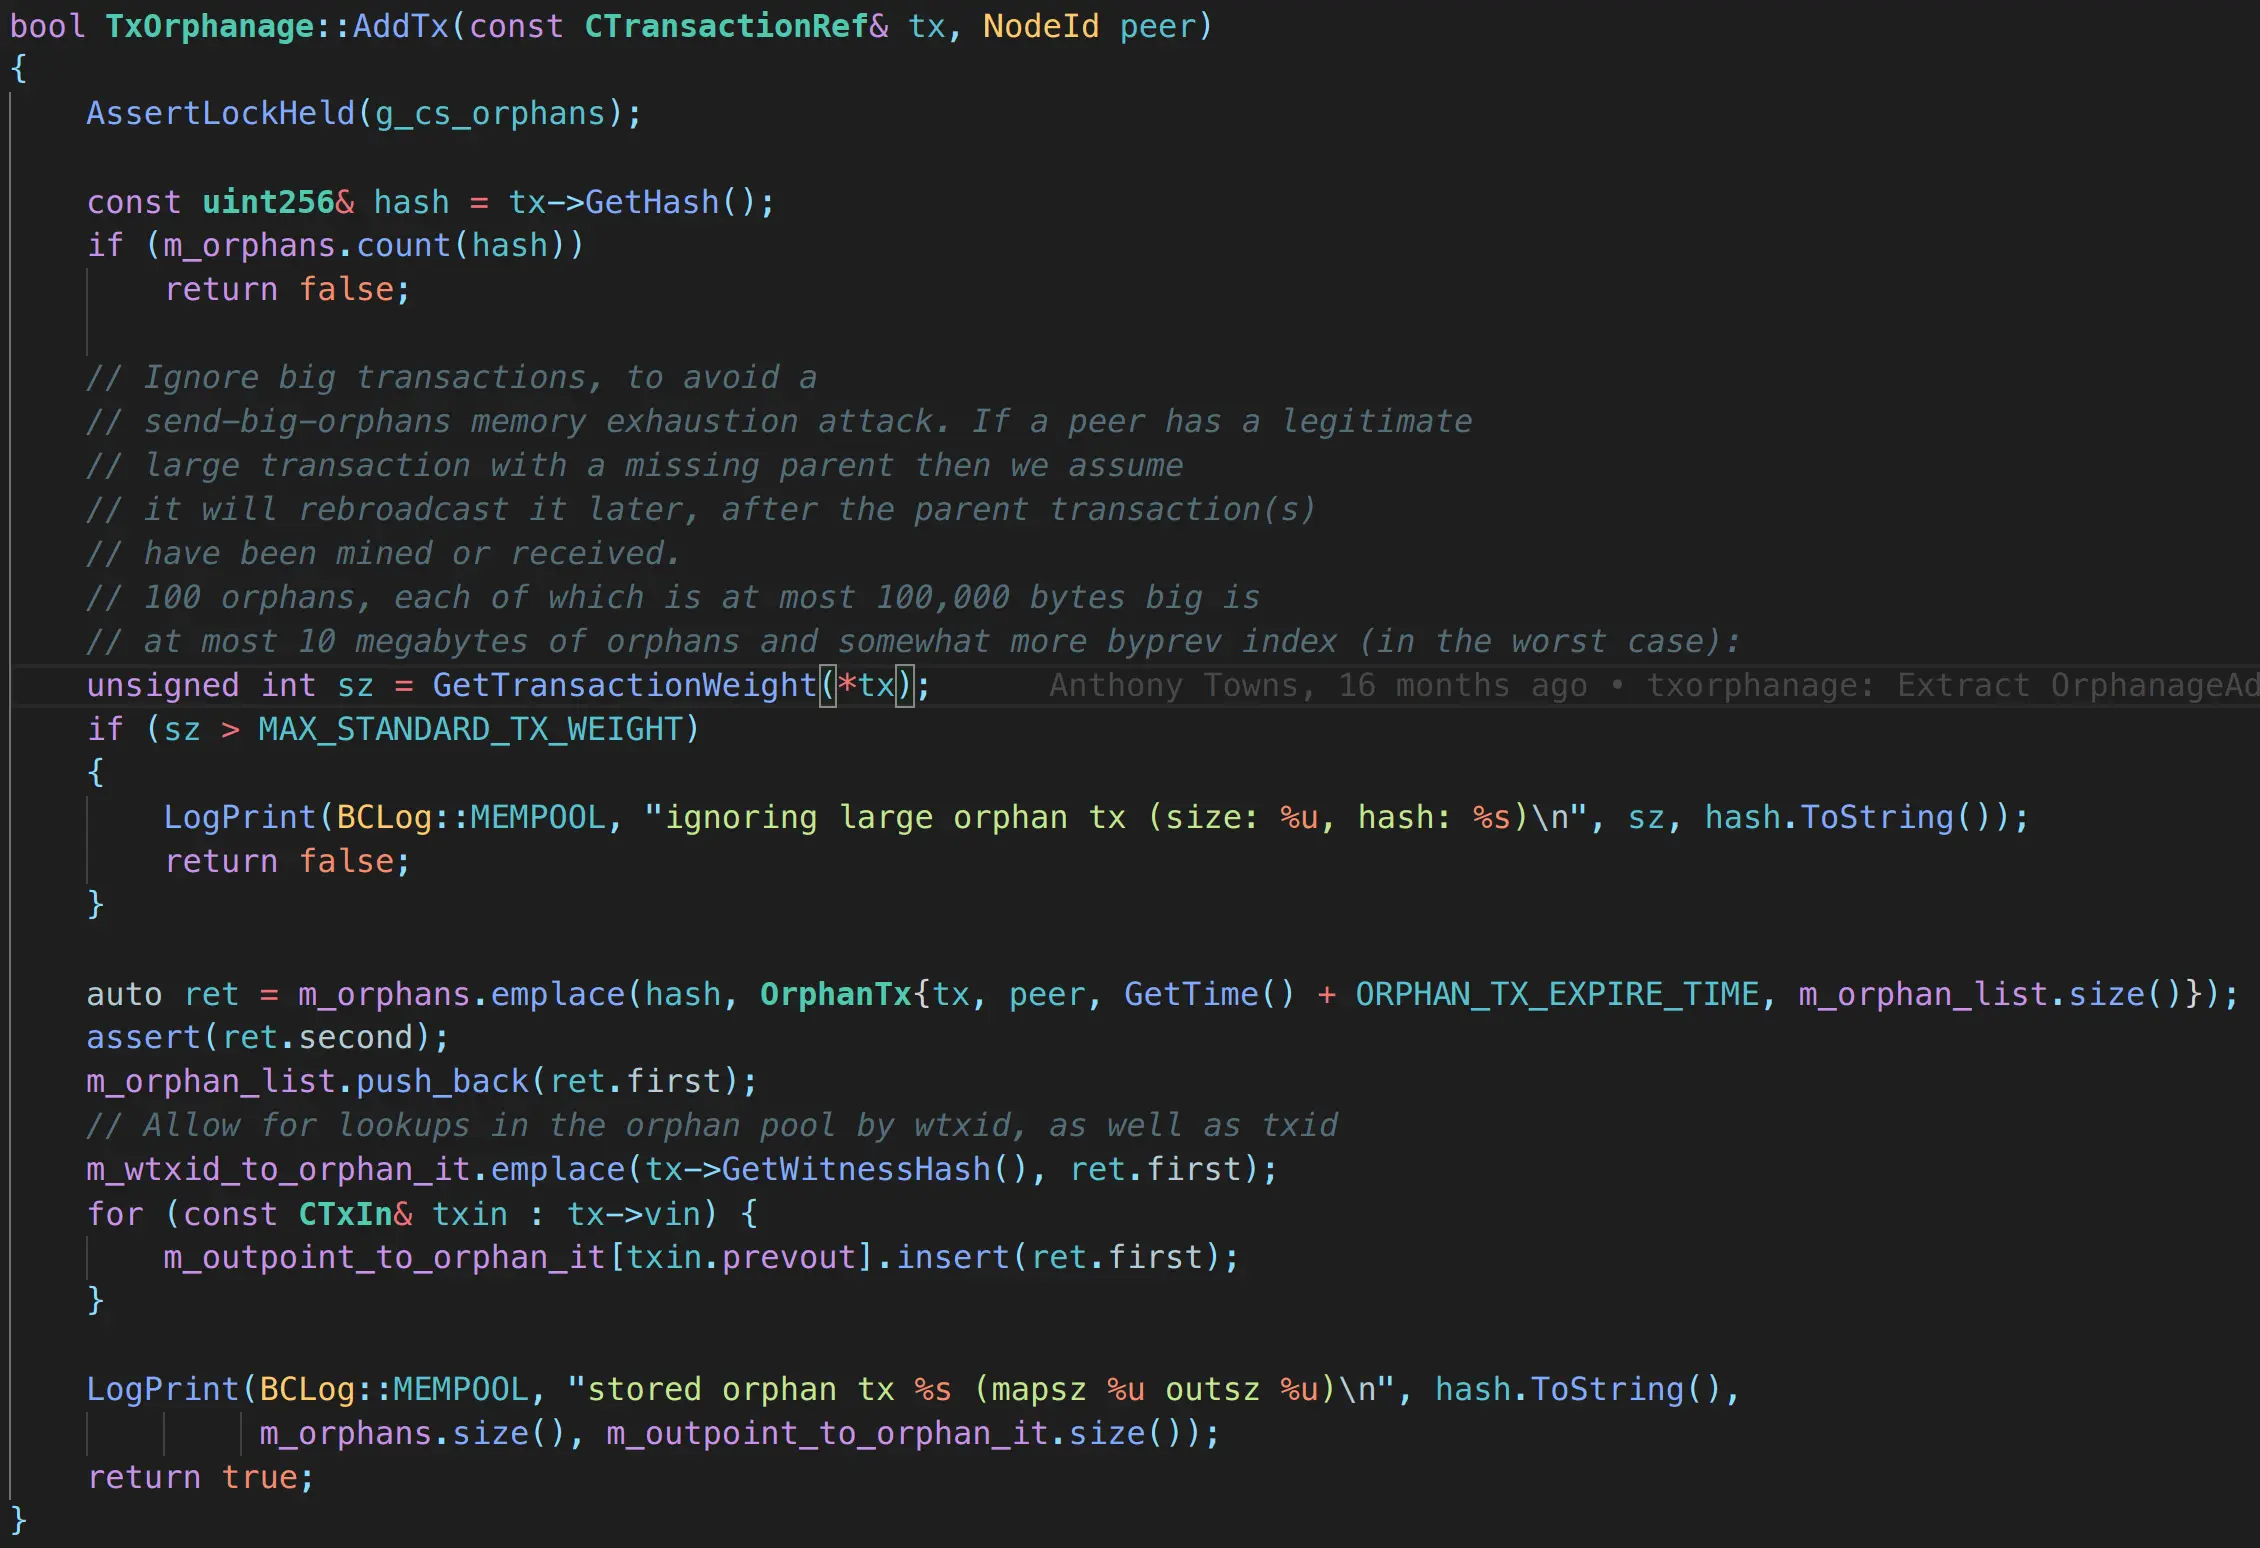 bool TxOrphanage::AddTx(const CTransactionRef& tx, NodeId peer)
{
    AssertLockHeld(g_cs_orphans);

    const uint256& hash = tx->GetHash();
    if (m_orphans.count(hash))
        return false;

    // Ignore big transactions, to avoid a
    // send-big-orphans memory exhaustion attack. If a peer has a legitimate
    // large transaction with a missing parent then we assume
    // it will rebroadcast it later, after the parent transaction(s)
    // have been mined or received.
    // 100 orphans, each of which is at most 100,000 bytes big is
    // at most 10 megabytes of orphans and somewhat more byprev index (in the worst case):
    unsigned int sz = GetTransactionWeight(*tx);      Anthony Towns, 16 months ago • txorphanage: Extract OrphanageAd
    if (sz > MAX_STANDARD_TX_WEIGHT)
    {
        LogPrint(BCLog::MEMPOOL, "ignoring large orphan tx (size: %u, hash: %s)\n", sz, hash.ToString());
        return false;
    }

    auto ret = m_orphans.emplace(hash, OrphanTx{tx, peer, GetTime() + ORPHAN_TX_EXPIRE_TIME, m_orphan_list.size()});
    assert(ret.second);
    m_orphan_list.push_back(ret.first);
    // Allow for lookups in the orphan pool by wtxid, as well as txid
    m_wtxid_to_orphan_it.emplace(tx->GetWitnessHash(), ret.first);
    for (const CTxIn& txin : tx->vin) {
        m_outpoint_to_orphan_it[txin.prevout].insert(ret.first);
    }

    LogPrint(BCLog::MEMPOOL, "stored orphan tx %s (mapsz %u outsz %u)\n", hash.ToString(),
             m_orphans.size(), m_outpoint_to_orphan_it.size());
    return true;
}